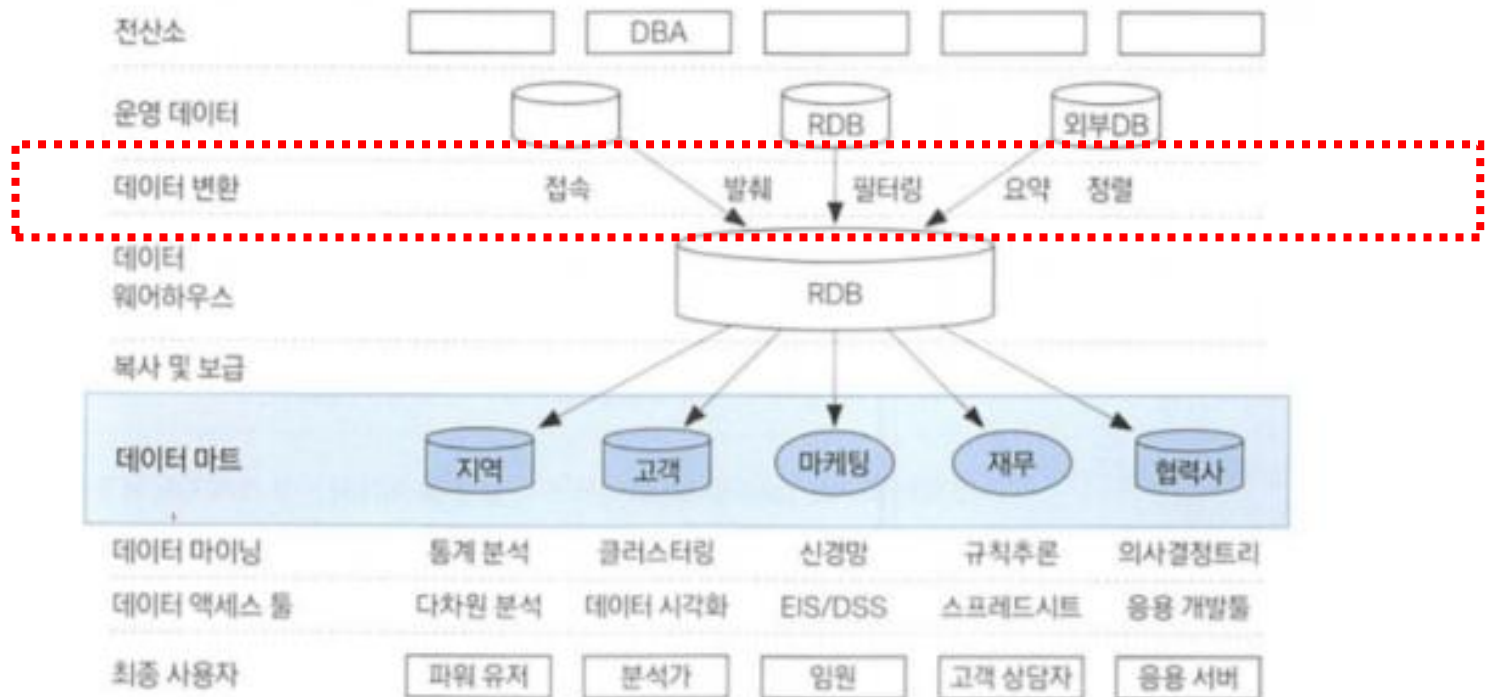 전산소 DBA
운영 데이터 RDB 외부DB
데이터 변환 접속 발췌 필터링 요약 정렬
데이터
웨어하우스 RDB
복사 및 보급
데이터 마트 지역 고객 마케팅 재무 협력사
데이터 마이닝 통계 분석 클러스터링 신경망 규칙추론 의사결정트리
데이터 액세스 툴 다차원 분석 데이터 시각화 EIS/DSS 스프레드시트 응용 개발툴
최종 사용자 파워 유저 분석가 임원 고객 상담자 응용 서버